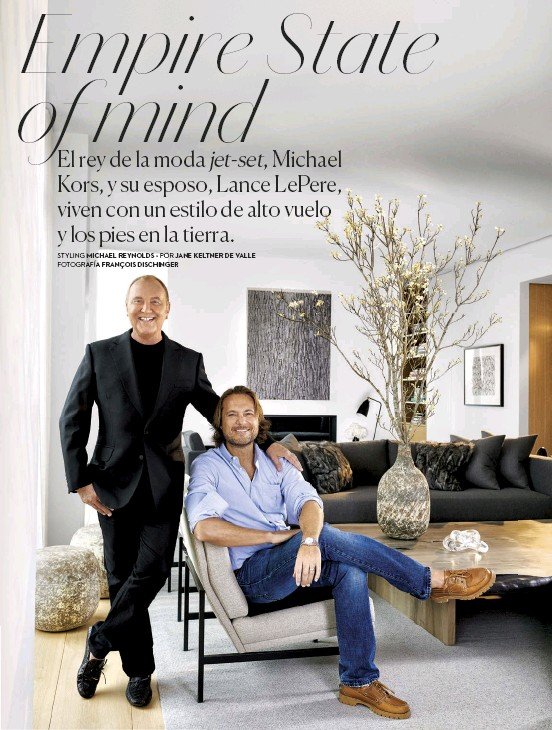 Empire State
of mind
El rey de la moda jet-set, Michael
Kors, y su esposo, Lance LePere,
viven con un estilo de alto vuelo
y los pies en la tierra.
STYLING MICHAEL REYNOLDS - POR JANE KELTNER DE VALLE
FOTOGRAFÍA FRANÇOIS DISCHINGER